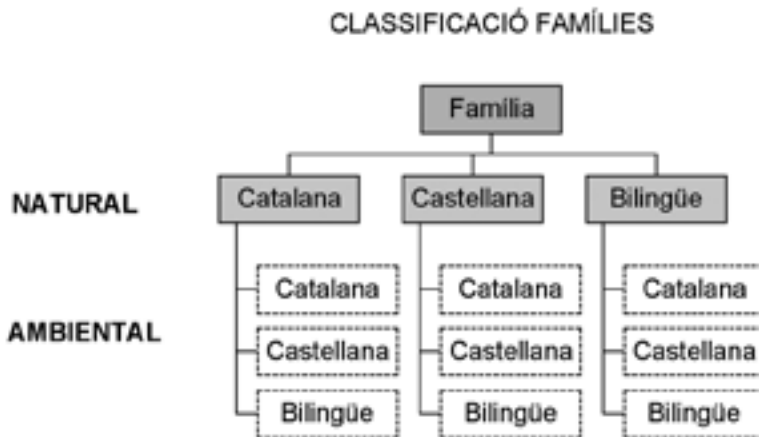 CLASSIFICACIÓ FAMÍLIES
Família
NATURAL
Catalana Castellana Bilingüe
Catalana Catalana Catalana
AMBIENTAL
Castellana Castellana Castellana
Bilingüe Bilingüe Bilingüe